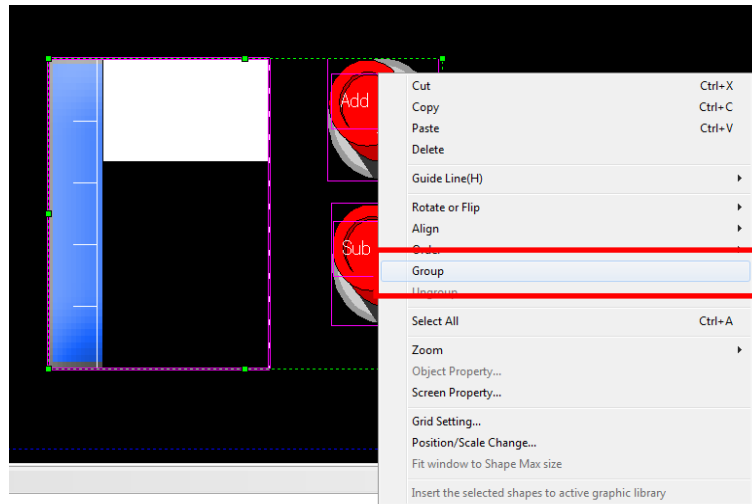 Add
Sub
Cut Ctrl+X
Copy Ctrl+C
Paste Ctrl+V
Delete
Guide Line(H)
Rotate or Flip
Align
Order
Group
Ungroup
Select All Ctrl+A
Zoom
Object Property...
Screen Property...
Grid Setting...
Position/Scale Change...
Fit window to Shape Max size
Insert the selected shapes to active graphic library